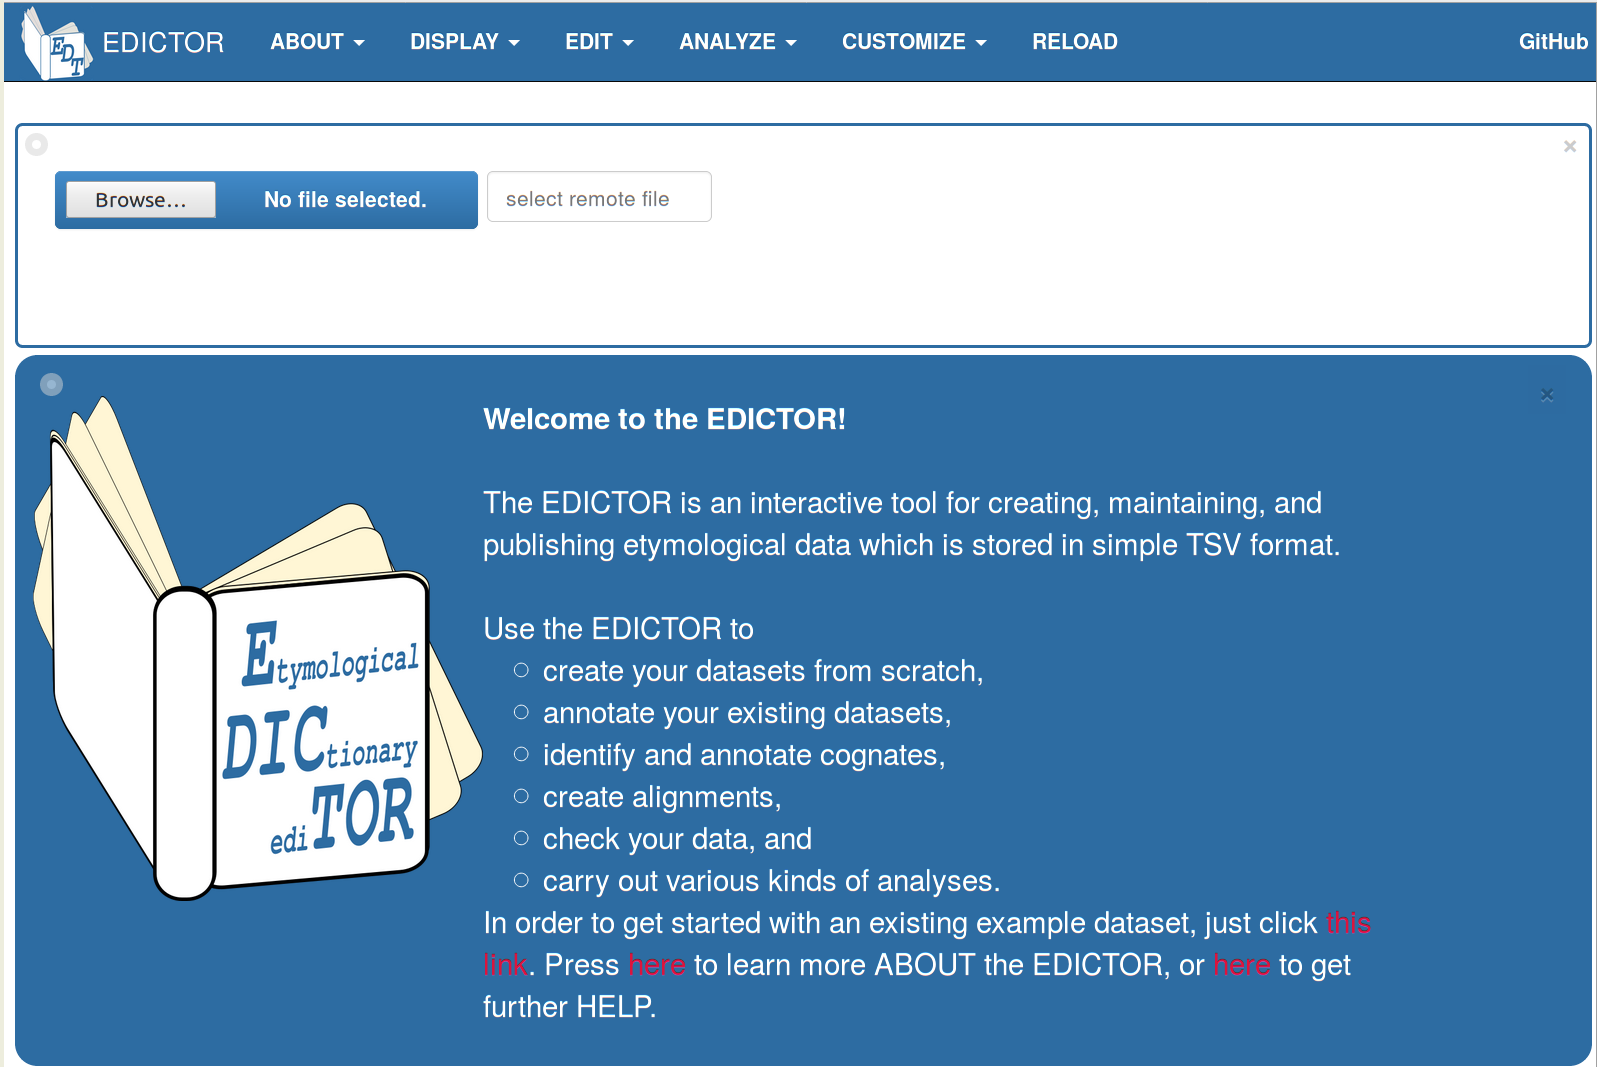 EDT EDICTOR ABOUT DISPLAY EDIT ANALYZE CUSTOMIZE RELOAD GitHub
Browse... No file selected. select remote file
Welcome to the EDICTOR!
The EDICTOR is an interactive tool for creating, maintaining, and
publishing etymological data which is stored in simple TSV format.
Use the EDICTOR to
create your datasets from scratch,
annotate your existing datasets,
identify and annotate cognates,
create alignments,
check your data, and
carry out various kinds of analyses.
In order to get started with an existing example dataset, just click this
link. Press here to learn more ABOUT the EDICTOR, or here to get
further HELP.
Etymological
DICtionary
ediTOR